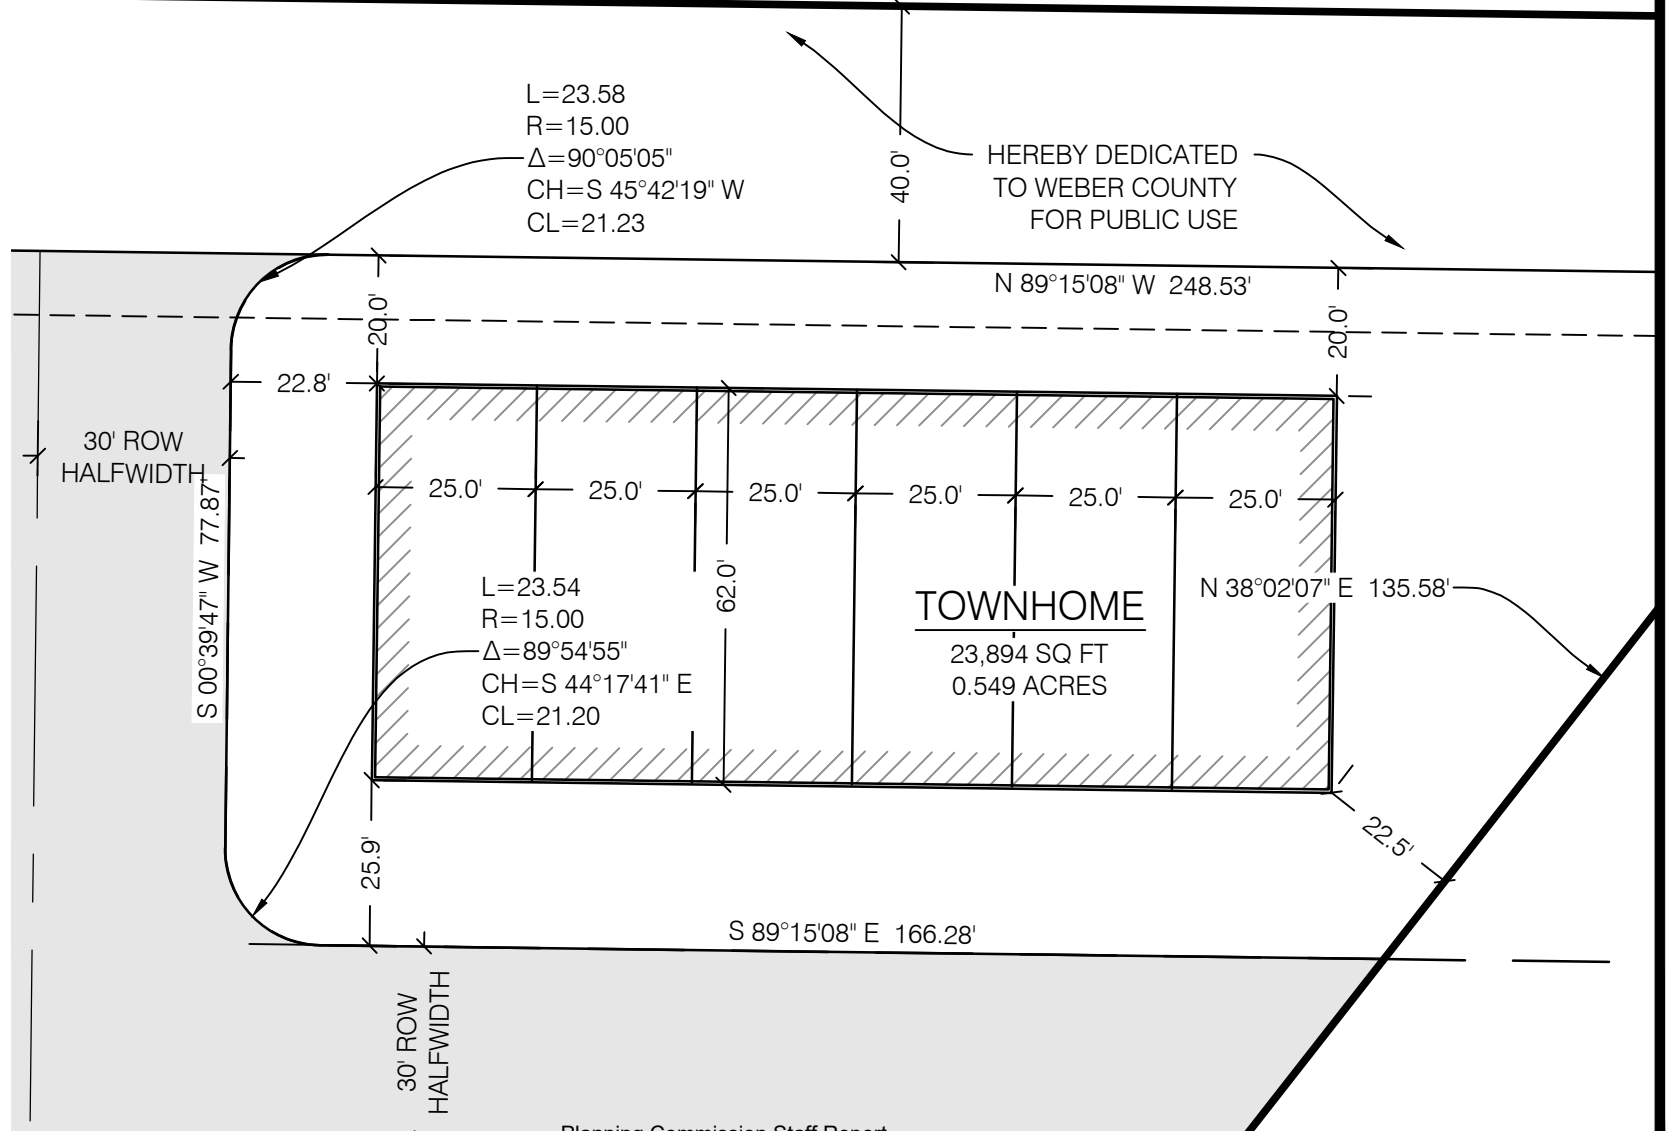 L=23.58
R=15.00
Δ=90°05'05"
CH=S 45°42'19" W
CL=21.23
40.0'
HEREBY DEDICATED
TO WEBER COUNTY
FOR PUBLIC USE
N 89°15'08" W 248.53'
20.0'
20.0'
22.8'
30' ROW
HALFWIDTH
S 00°39'47" W 77.87'
25.0'
25.0'
25.0'
25.0'
25.0'
25.0'
62.0'
L=23.54
R=15.00
Δ=89°54'55"
CH=S 44°17'41" E
CL=21.20
TOWNHOME
23,894 SQ FT
0.549 ACRES
N 38°02'07" E 135.58'
22.5'
25.9'
S 89°15'08" E 166.28'
30' ROW
HALFWIDTH
Planning Commission Staff Report